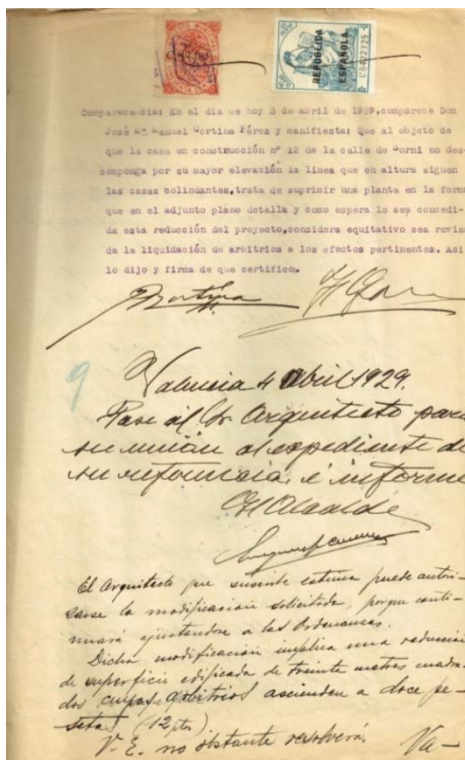 REPÚBLICA
ESPAÑOLA
Comparecencia: En el dia de hoy 3 de abril de 1929, comparece Don
José Mª Manuel Cortina Pérez y manifiesta: Que al objeto de
que la casa en construcción nº 12 de la calle de Gorni no des-
componga por su mayor elevación la linea que en altura siguen
las casas colindantes, trata de suprimir una planta en la forma
que en el adjunto plano detalla y como espera le sea concedi-
da esta reducción del proyecto, considera equitativo sea revisa
da la liquidación de arbitrios a los efectos pertinentes. Asi
lo dijo y firma de que certifico.
9
Valencia 4 abril 1929.
Pase al Sr. Arquitecto para
su unión al expediente de
su referencia, é informe
El Alcalde
El Arquitecto que suscribe estima puede autori-
zarse la modificacion solicitada, porque conti-
nuará ajustandose a las Ordenanzas.
Dicha modificacion implica una reduccion
de superficie edificada de treinta metros cuadra-
dos cuyos arbitrios ascienden a doce pe-
setas (12 pts)
V. E. no obstante resolverá.
Va-